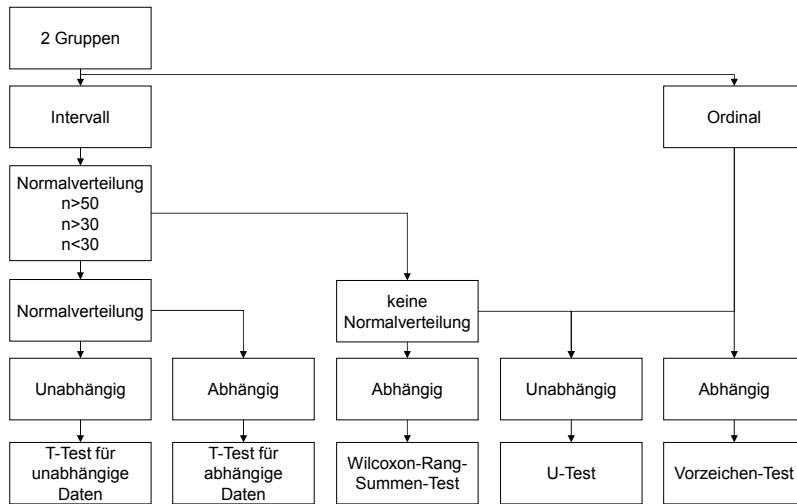 2 Gruppen
Intervall
Ordinal
Normalverteilung
n>50
n>30
n<30
Normalverteilung
keine
Normalverteilung
Unabhängig
Abhängig
Abhängig
Unabhängig
Abhängig
T-Test für
unabhängige
Daten
T-Test für
abhängige
Daten
Wilcoxon-Rang-
Summen-Test
U-Test
Vorzeichen-Test